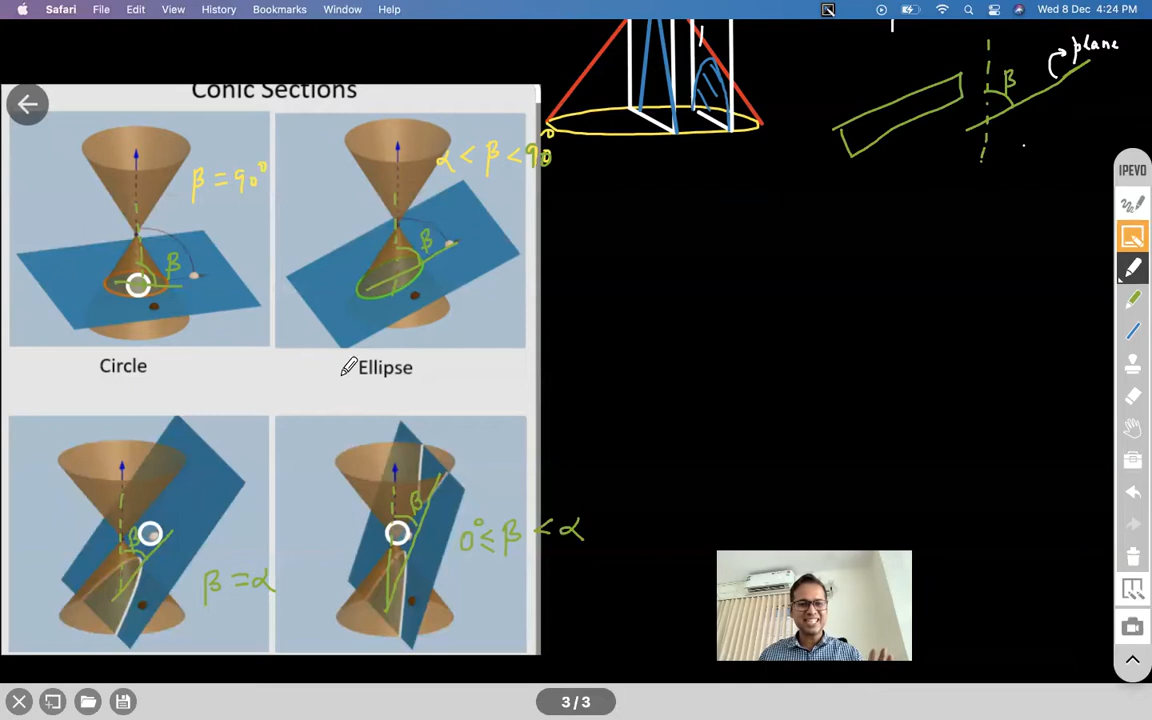 Safari File Edit View History Bookmarks Window Help
Wed 8 Dec 4:24 PM
plane
β
Conic Sections
β = 90°
α < β < 90°
β
β
Circle
Ellipse
β
β = α
β
0° ≤ β < α
IPEVO
3 / 3